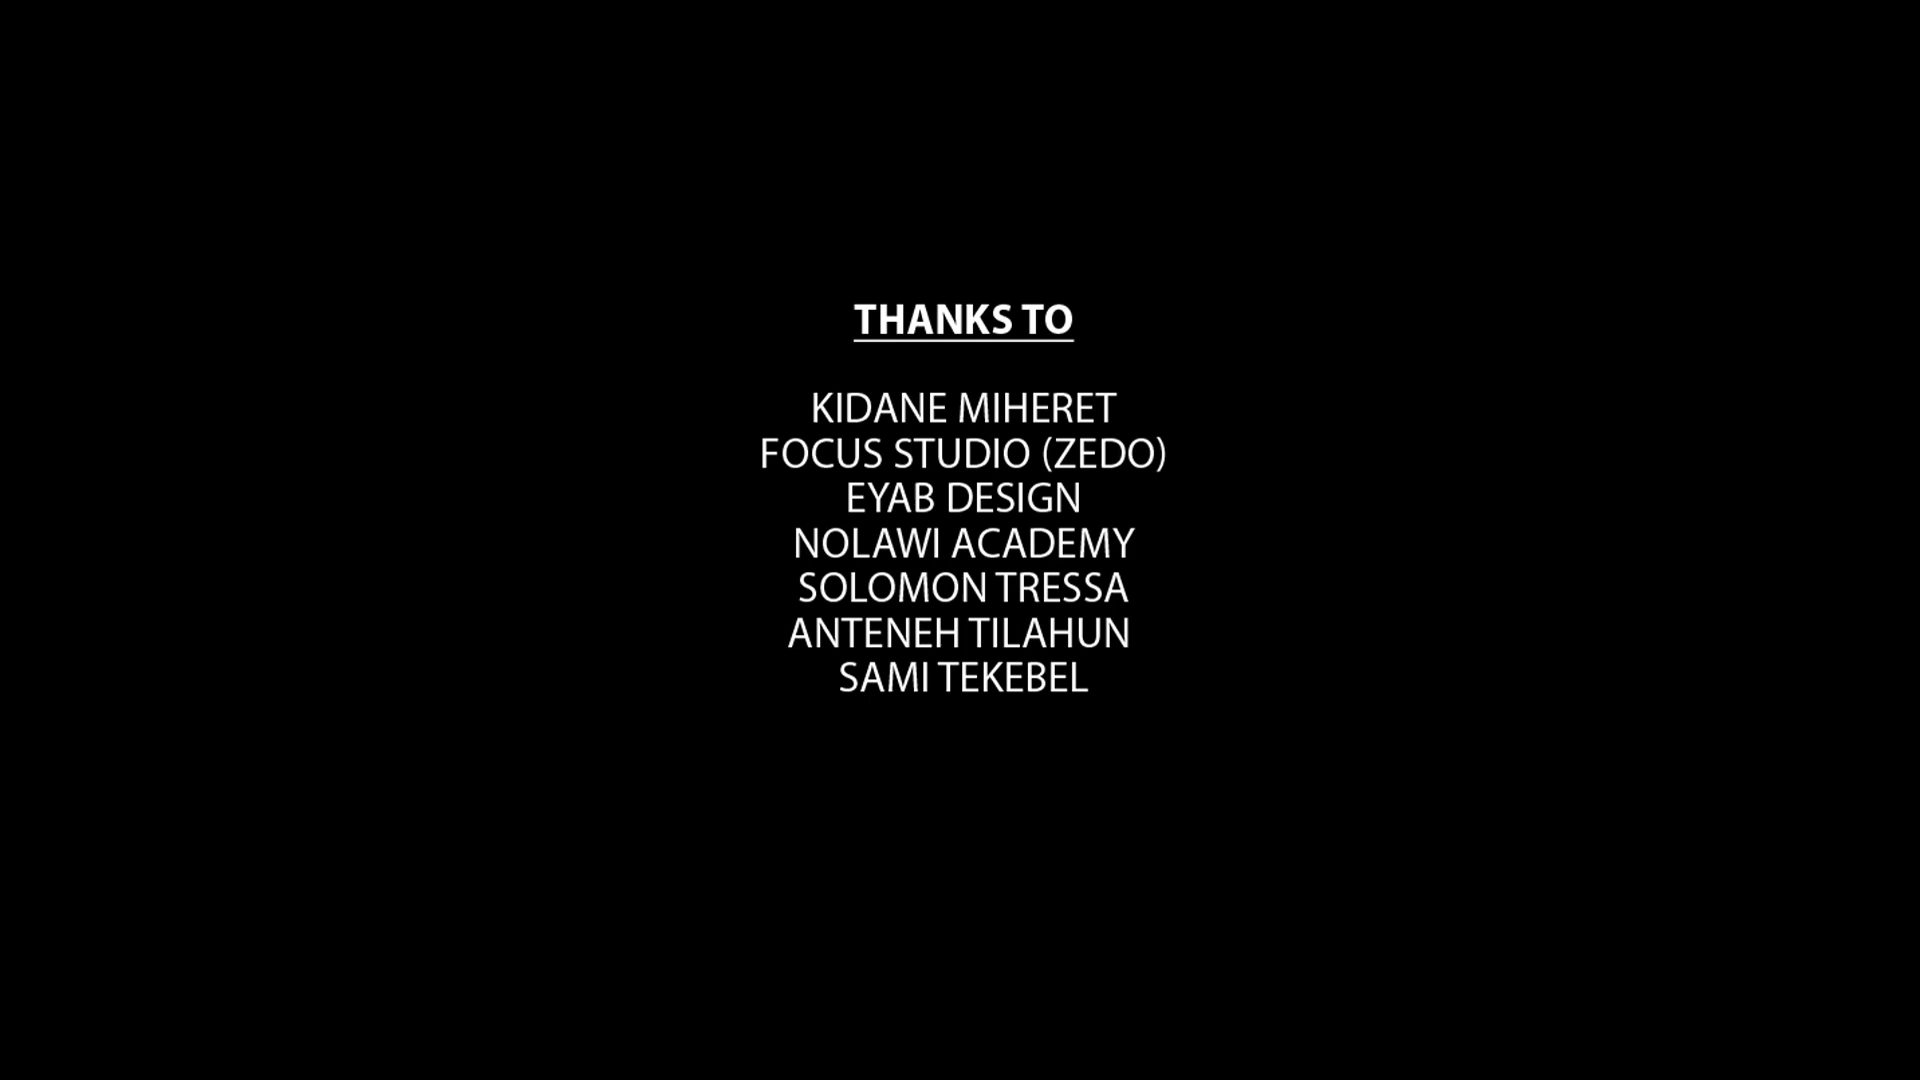 THANKS TO
KIDANE MIHERET
FOCUS STUDIO (ZEDO)
EYAB DESIGN
NOLAWI ACADEMY
SOLOMON TRESSA
ANTENEH TILAHUN
SAMI TEKEBEL